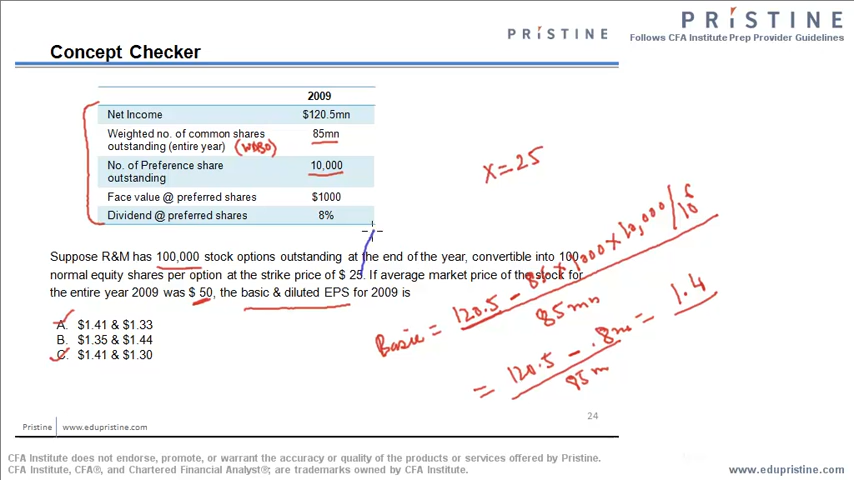 PRÍSTINE
PRÍSTINE
Follows CFA Institute Prep Provider Guidelines
Concept Checker
2009
Net Income $120.5mn
Weighted no. of common shares outstanding (entire year) 85mn
No. of Preference share outstanding 10,000
Face value @ preferred shares $1000
Dividend @ preferred shares 8%
x=25
Suppose R&M has 100,000 stock options outstanding at the end of the year, convertible into 100
normal equity shares per option at the strike price of $ 25. If average market price of the stock for
the entire year 2009 was $ 50, the basic & diluted EPS for 2009 is
A. $1.41 & $1.33
B. $1.35 & $1.44
C. $1.41 & $1.30
Basic = 120.5 - 8% x 1000 x 10,000/10^6
85mn
= 120.5 - .8m = 1.4
85m
24
Pristine www.edupristine.com
CFA Institute does not endorse, promote, or warrant the accuracy or quality of the products or services offered by Pristine.
CFA Institute, CFA®, and Chartered Financial Analyst®; are trademarks owned by CFA Institute.
www.edupristine.com